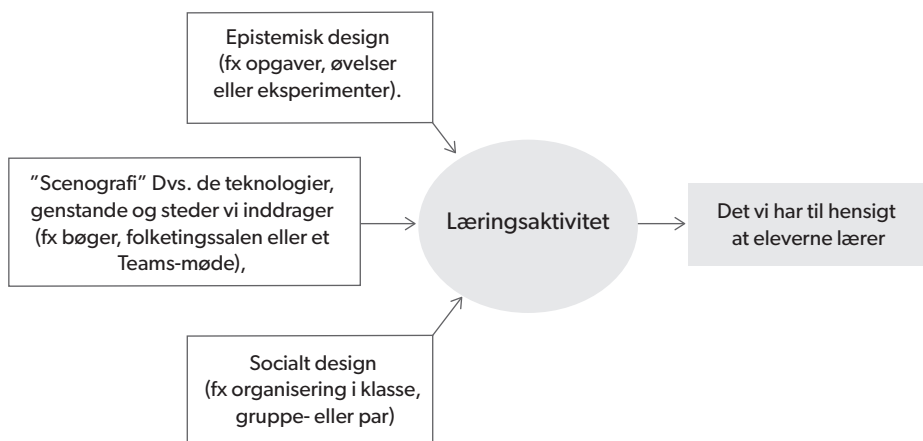 Epistemisk design
(fx opgaver, øvelser
eller eksperimenter).
”Scenografi” Dvs. de teknologier,
genstande og steder vi inddrager
(fx bøger, folketingssalen eller et
Teams-møde),
Læringsaktivitet
Det vi har til hensigt
at eleverne lærer
Socialt design
(fx organisering i klasse,
gruppe- eller par)